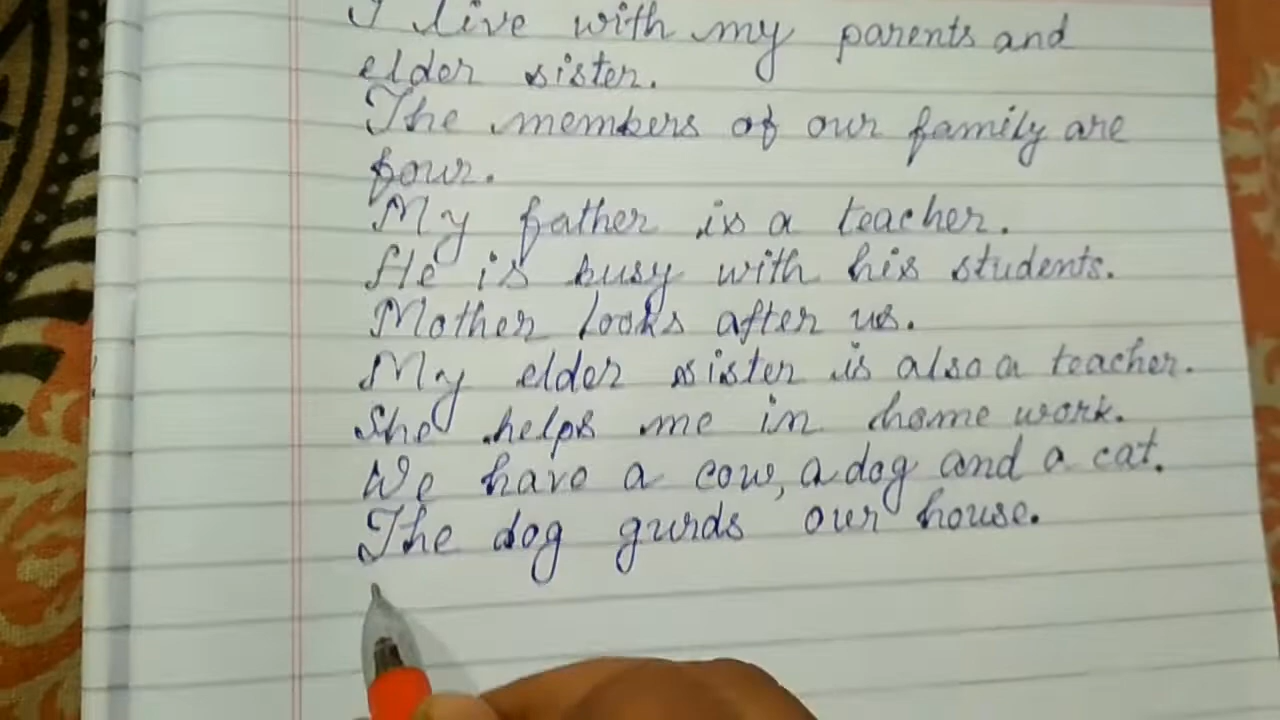 I live with my parents and
elder sister.
The members of our family are
four.
My father is a teacher.
He is busy with his students.
Mother looks after us.
My elder sister is also a teacher.
She helps me in home work.
We have a cow, a dog and a cat.
The dog gurds our house.